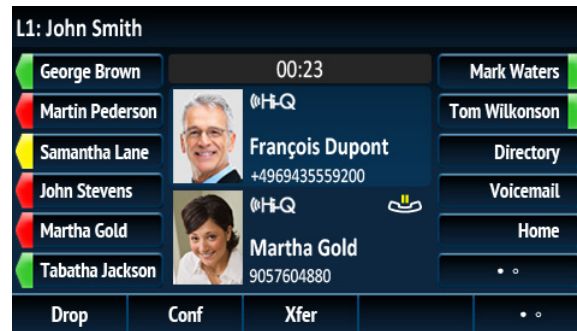 L1: John Smith
George Brown
00:23
Mark Waters
Martin Pederson
Hi-Q
Tom Wilkonson
Samantha Lane
François Dupont
Directory
+4969435559200
John Stevens
Hi-Q
Voicemail
Martha Gold
Martha Gold
Home
Tabatha Jackson
9057604880
Drop
Conf
Xfer